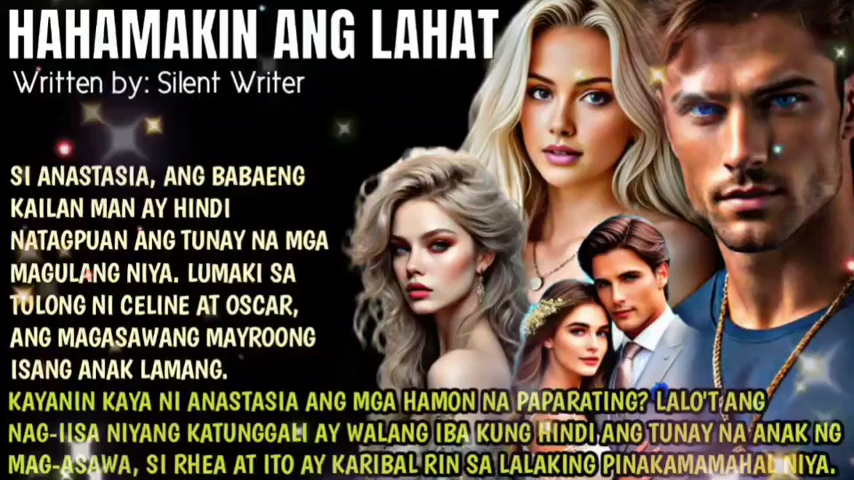 HAHAMAKIN ANG LAHAT
Written by: Silent Writer
SI ANASTASIA, ANG BABAENG
KAILAN MAN AY HINDI
NATAGPUAN ANG TUNAY NA MGA
MAGULANG NIYA. LUMAKI SA
TULONG NI CELINE AT OSCAR,
ANG MAGASAWANG MAYROONG
ISANG ANAK LAMANG.
KAYANIN KAYA NI ANASTASIA ANG MGA HAMON NA PAPARATING? LALO'T ANG
NAG-IISA NIYANG KATUNGGALI AY WALANG IBA KUNG HINDI ANG TUNAY NA ANAK NG
MAG-ASAWA, SI RHEA AT ITO AY KARIBAL RIN SA LALAKING PINAKAMAMAHAL NIYA.